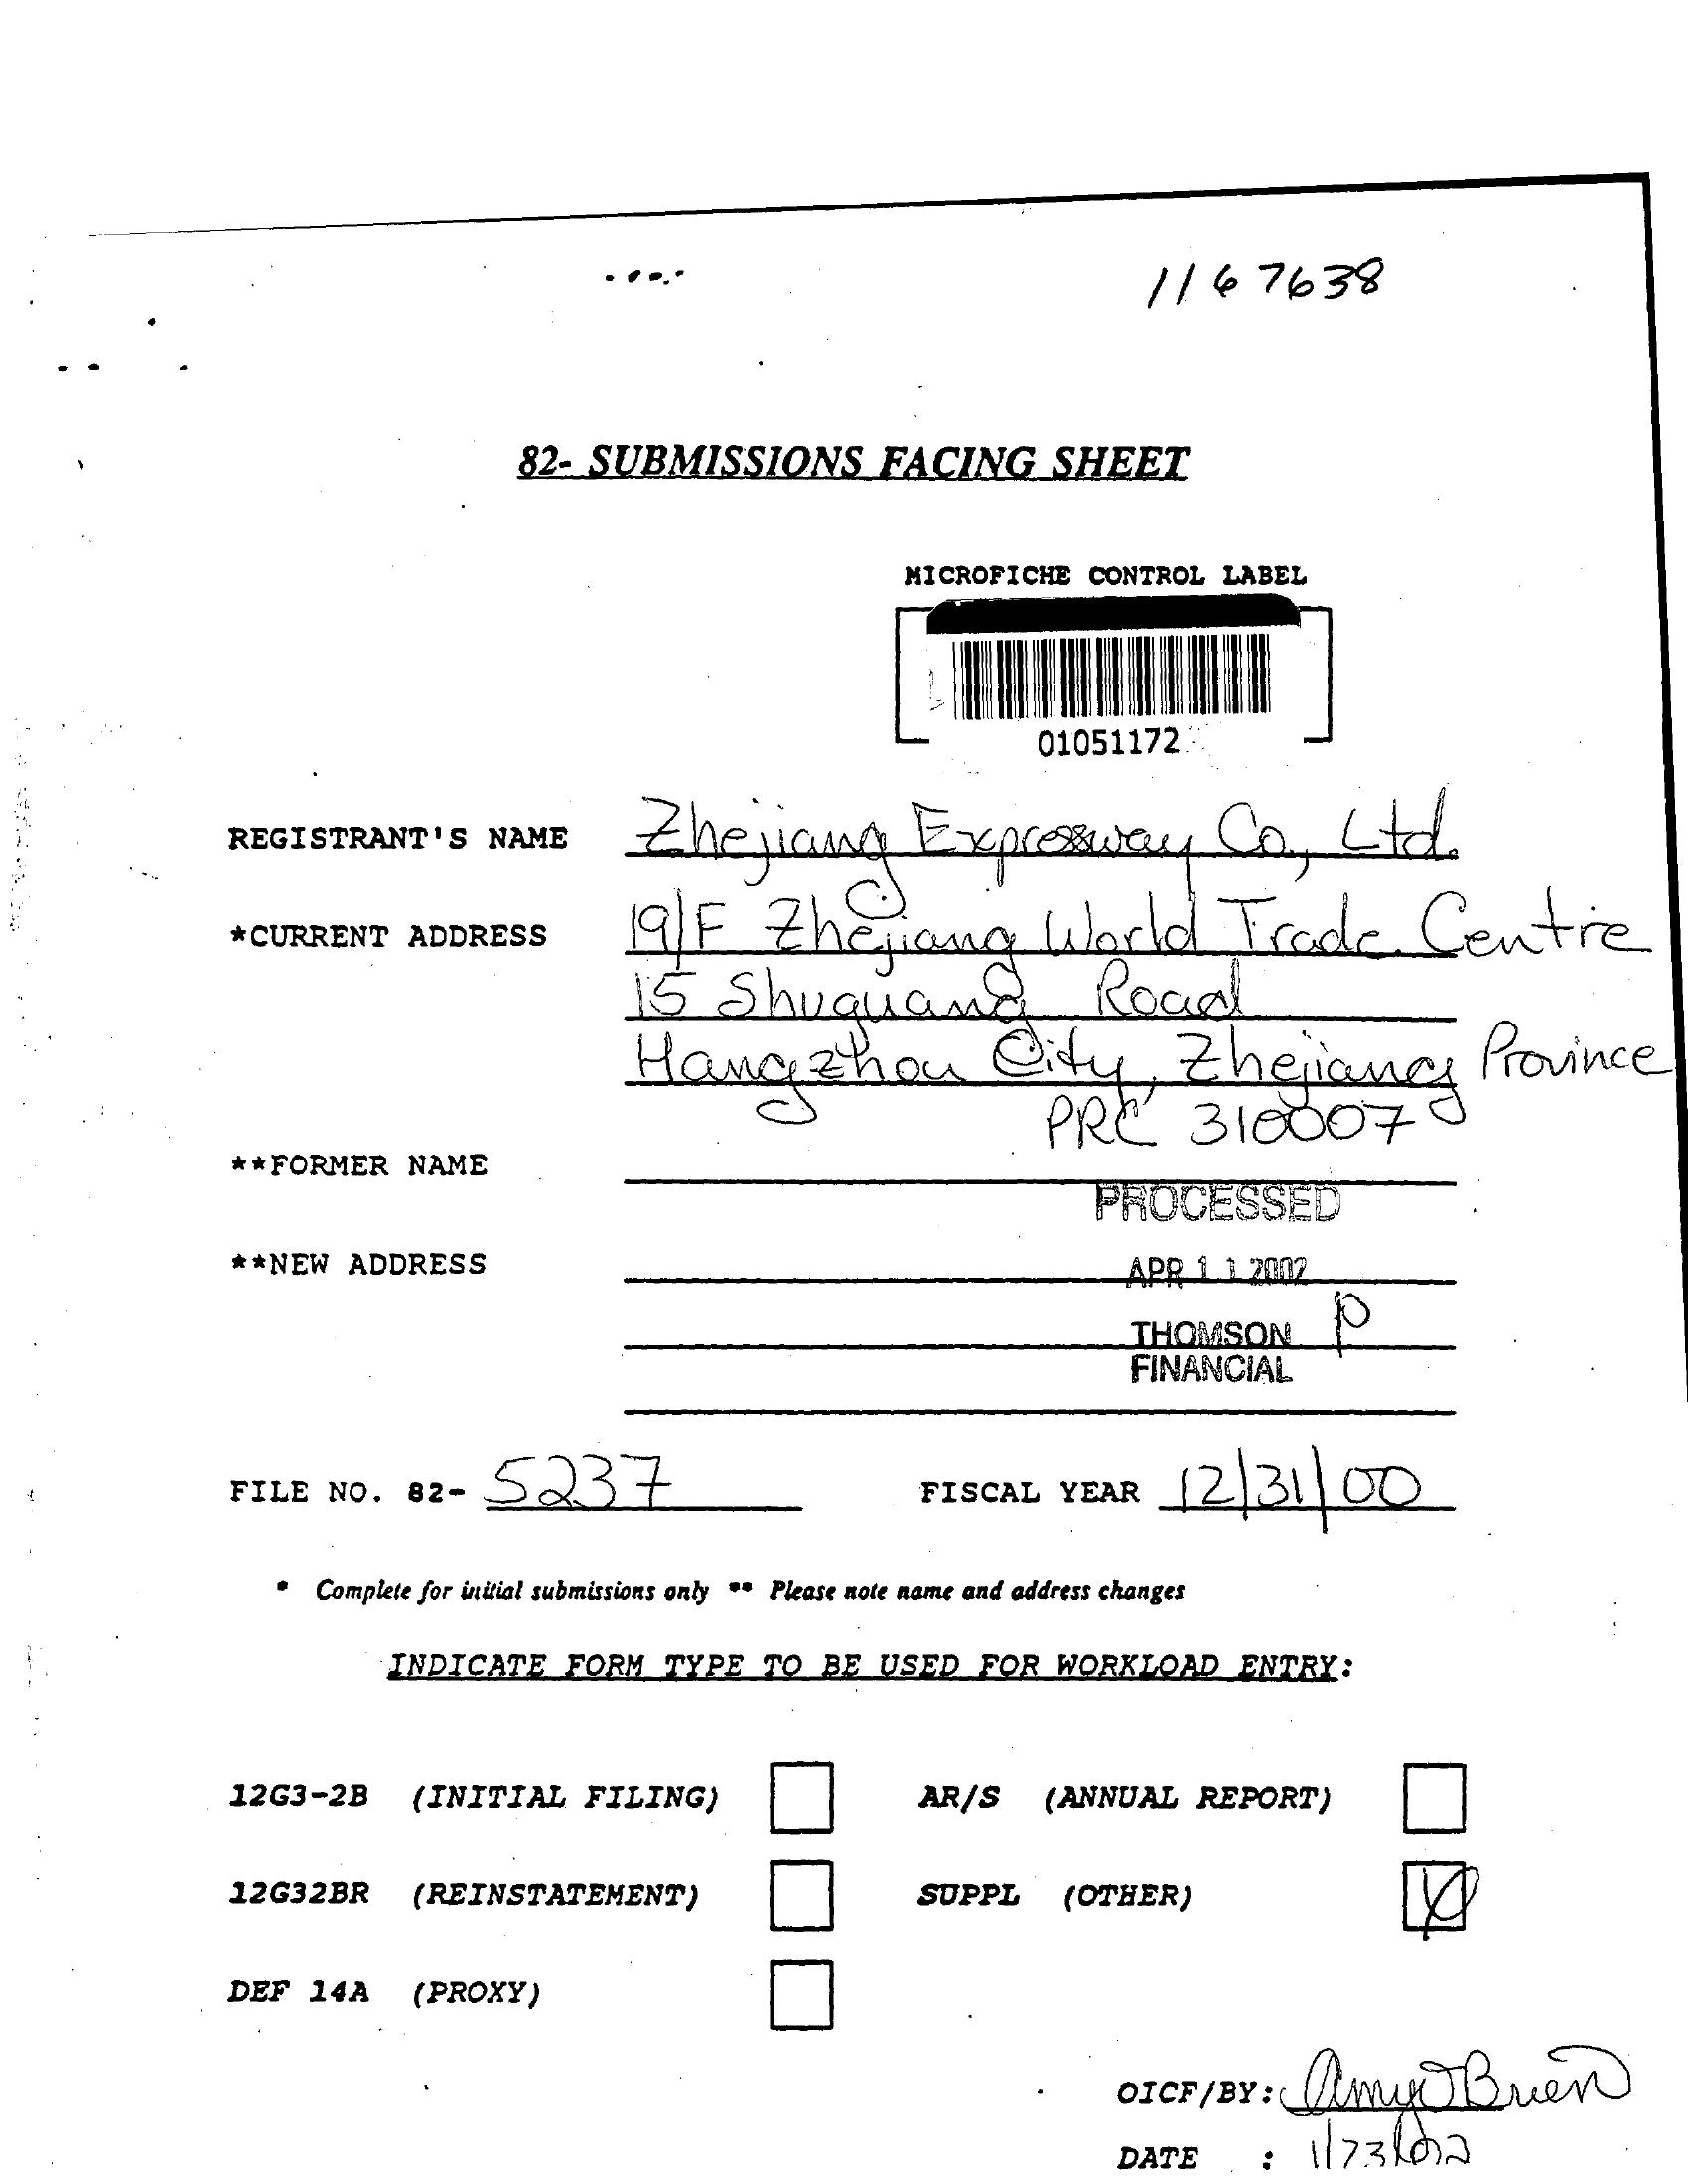 1167638
82- SUBMISSIONS FACING SHEET
MICROFICHE CONTROL LABEL
01051172
REGISTRANT'S NAME Zhejiang Expressway Co., Ltd.
*CURRENT ADDRESS 19/F Zhejiang World Trade Centre
15 Shuguang Road
Hangzhou City, Zhejiang Province
PRC 310007
**FORMER NAME
PROCESSED
**NEW ADDRESS APR 11 2002
THOMSON P
FINANCIAL
FILE NO. 82- 5237 FISCAL YEAR 12/31/00
* Complete for initial submissions only ** Please note name and address changes
INDICATE FORM TYPE TO BE USED FOR WORKLOAD ENTRY:
12G3-2B (INITIAL FILING) AR/S (ANNUAL REPORT)
12G32BR (REINSTATEMENT) SUPPL (OTHER)
DEF 14A (PROXY)
OICF/BY: Amy O'Brien
DATE : 1/23/02